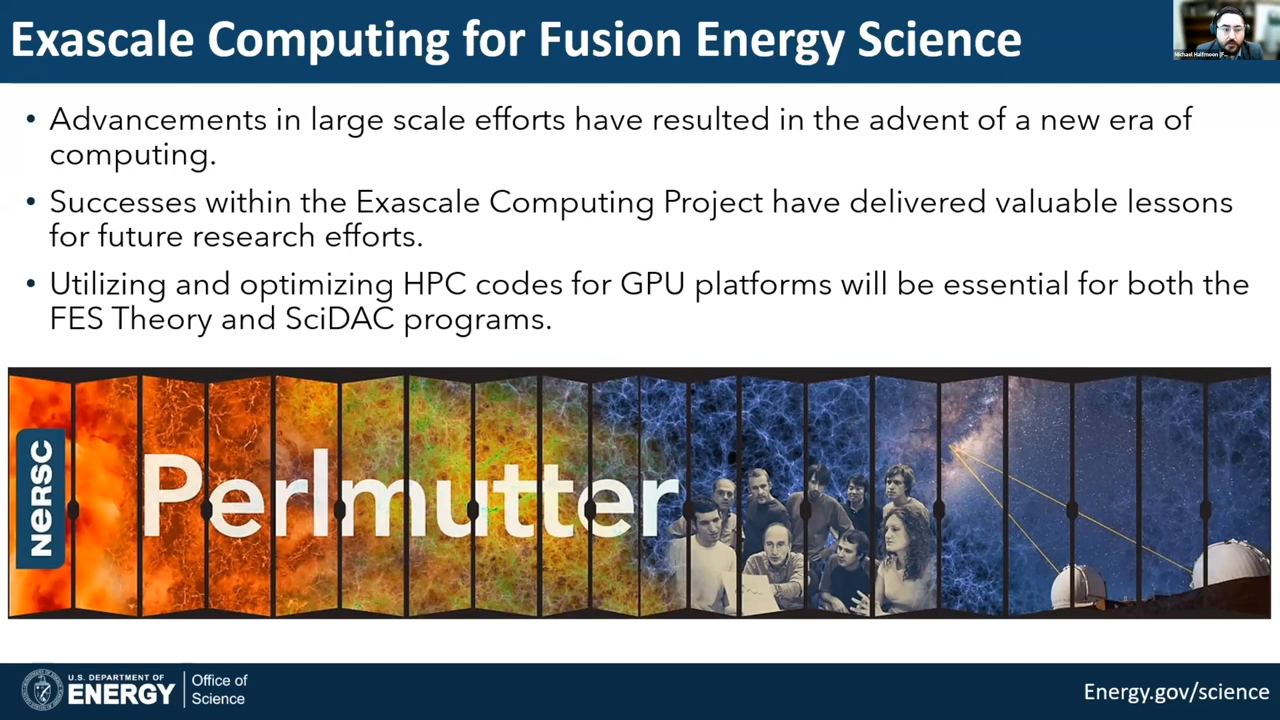 Exascale Computing for Fusion Energy Science
Michael Halfmoon (F...
• Advancements in large scale efforts have resulted in the advent of a new era of
computing.
• Successes within the Exascale Computing Project have delivered valuable lessons
for future research efforts.
• Utilizing and optimizing HPC codes for GPU platforms will be essential for both the
FES Theory and SciDAC programs.
NERSC
Perlmutter
U.S. DEPARTMENT OF
ENERGY
Office of
Science
Energy.gov/science